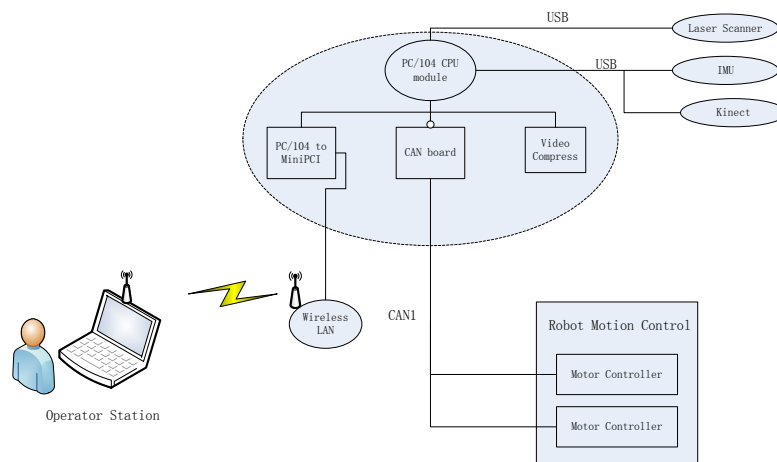 USB
Laser Scanner
PC/104 CPU
module
USB
IMU
Kinect
PC/104 to
MiniPCI
CAN board
Video
Compress
Wireless
LAN
CAN1
Robot Motion Control
Motor Controller
Motor Controller
Operator Station